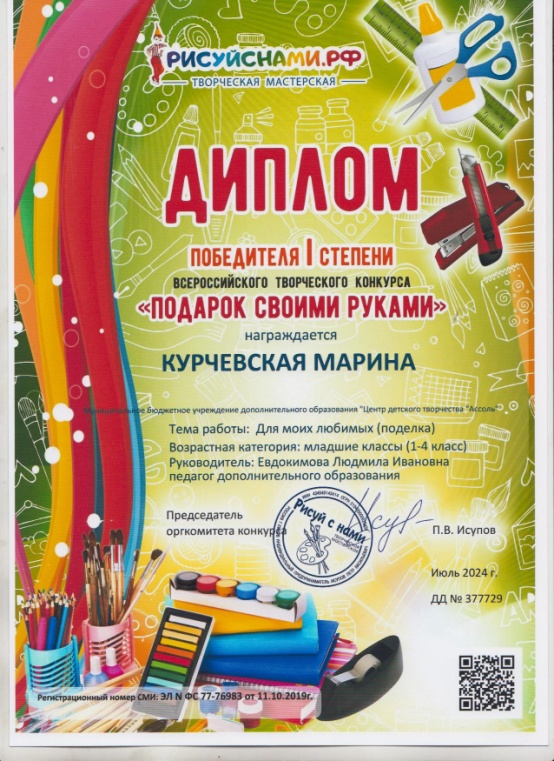 РИСУЙСНАМИ.РФ
ТВОРЧЕСКАЯ МАСТЕРСКАЯ
ДИПЛОМ
ПОБЕДИТЕЛЯ I СТЕПЕНИ
ВСЕРОССИЙСКОГО ТВОРЧЕСКОГО КОНКУРСА
«ПОДАРОК СВОИМИ РУКАМИ»
награждается
КУРЧЕВСКАЯ МАРИНА
Муниципальное бюджетное учреждение дополнительного образования "Центр детского творчества "Ассоль"
Тема работы: Для моих любимых (поделка)
Возрастная категория: младшие классы (1-4 класс)
Руководитель: Евдокимова Людмила Ивановна
педагог дополнительного образования
Председатель
оргкомитета конкурса
Рисуй с нами
П.В. Исупов
Июль 2024 г.
ДД № 377729
Регистрационный номер СМИ: ЭЛ N ФС 77-76983 от 11.10.2019г.